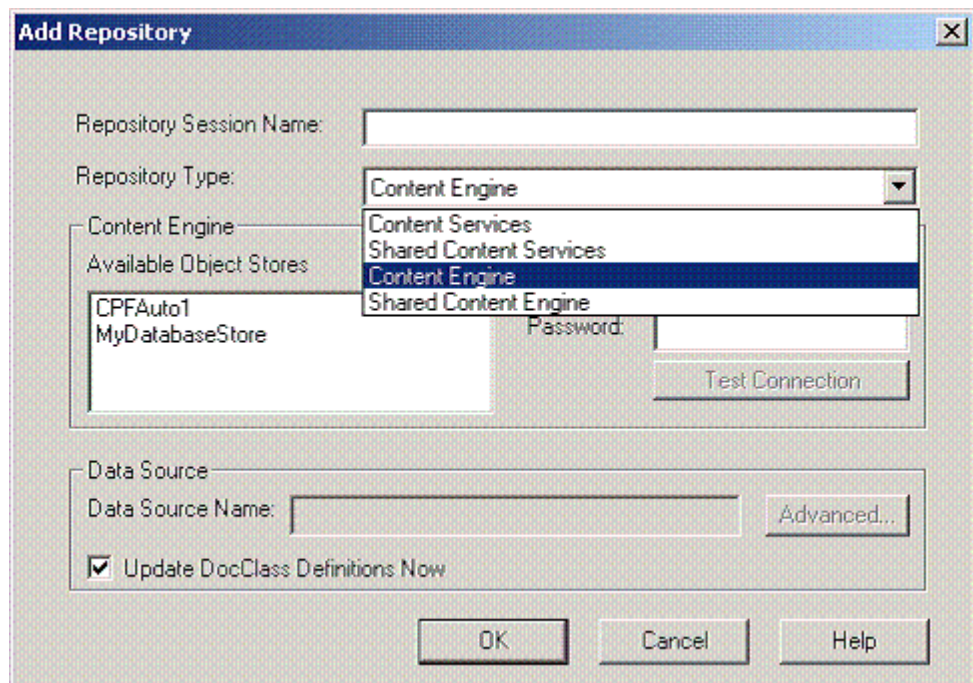 Add Repository
Repository Session Name:
Repository Type:
Content Engine
Content Services
Shared Content Services
Content Engine
Shared Content Engine
Content Engine
Available Object Stores
CPFAuto1
MyDatabaseStore
Password:
Test Connection
Data Source
Data Source Name:
Advanced...
Update DocClass Definitions Now
OK
Cancel
Help